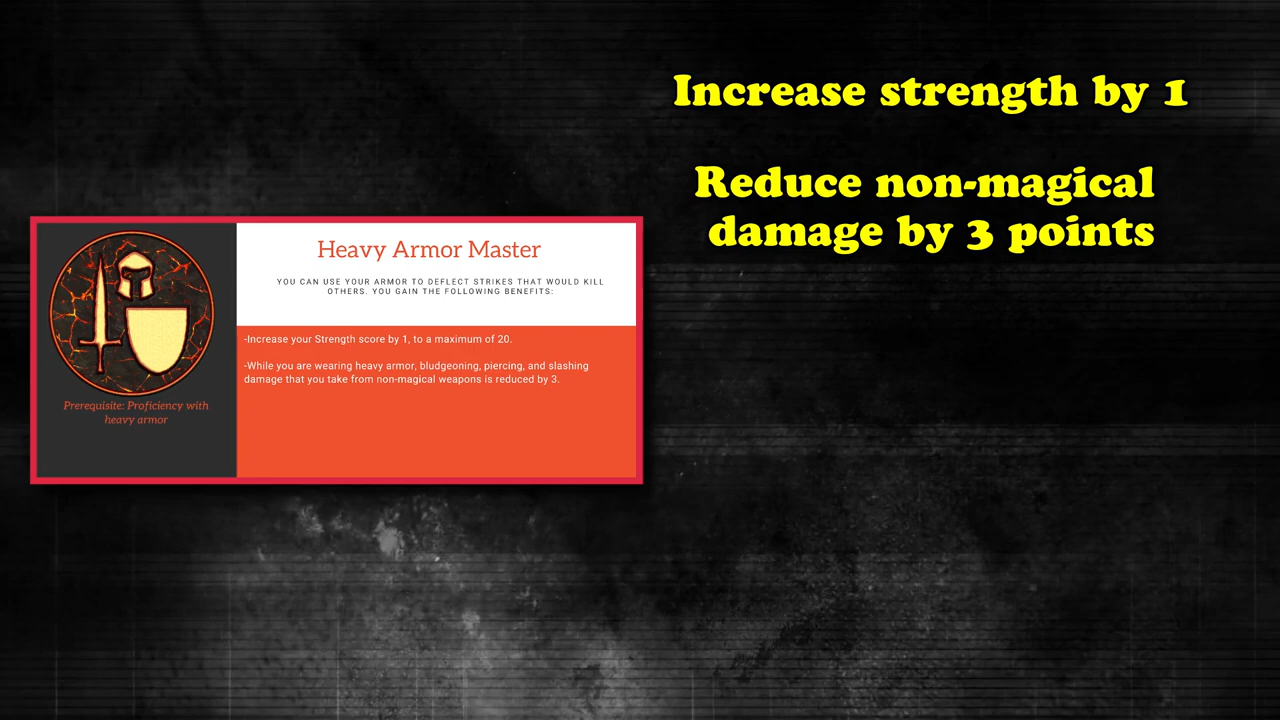 Increase strength by 1
Reduce non-magical
damage by 3 points
Heavy Armor Master
YOU CAN USE YOUR ARMOR TO DEFLECT STRIKES THAT WOULD KILL
OTHERS. YOU GAIN THE FOLLOWING BENEFITS:
-Increase your Strength score by 1, to a maximum of 20.
-While you are wearing heavy armor, bludgeoning, piercing, and slashing
damage that you take from non-magical weapons is reduced by 3.
Prerequisite: Proficiency with
heavy armor